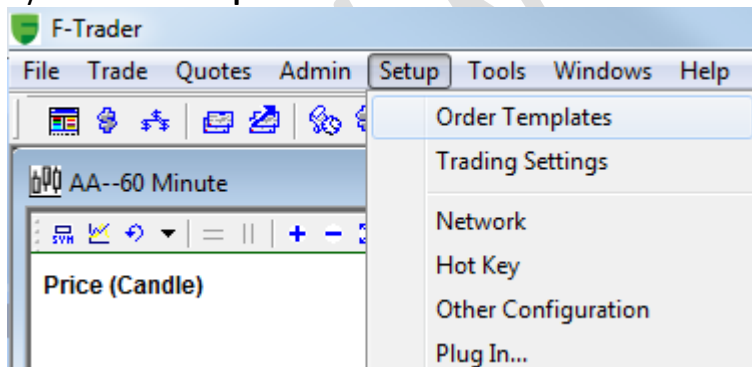 F-Trader
File Trade Quotes Admin Setup Tools Windows Help
Order Templates
Trading Settings
AA--60 Minute
SYM
Network
Hot Key
Price (Candle)
Other Configuration
Plug In...